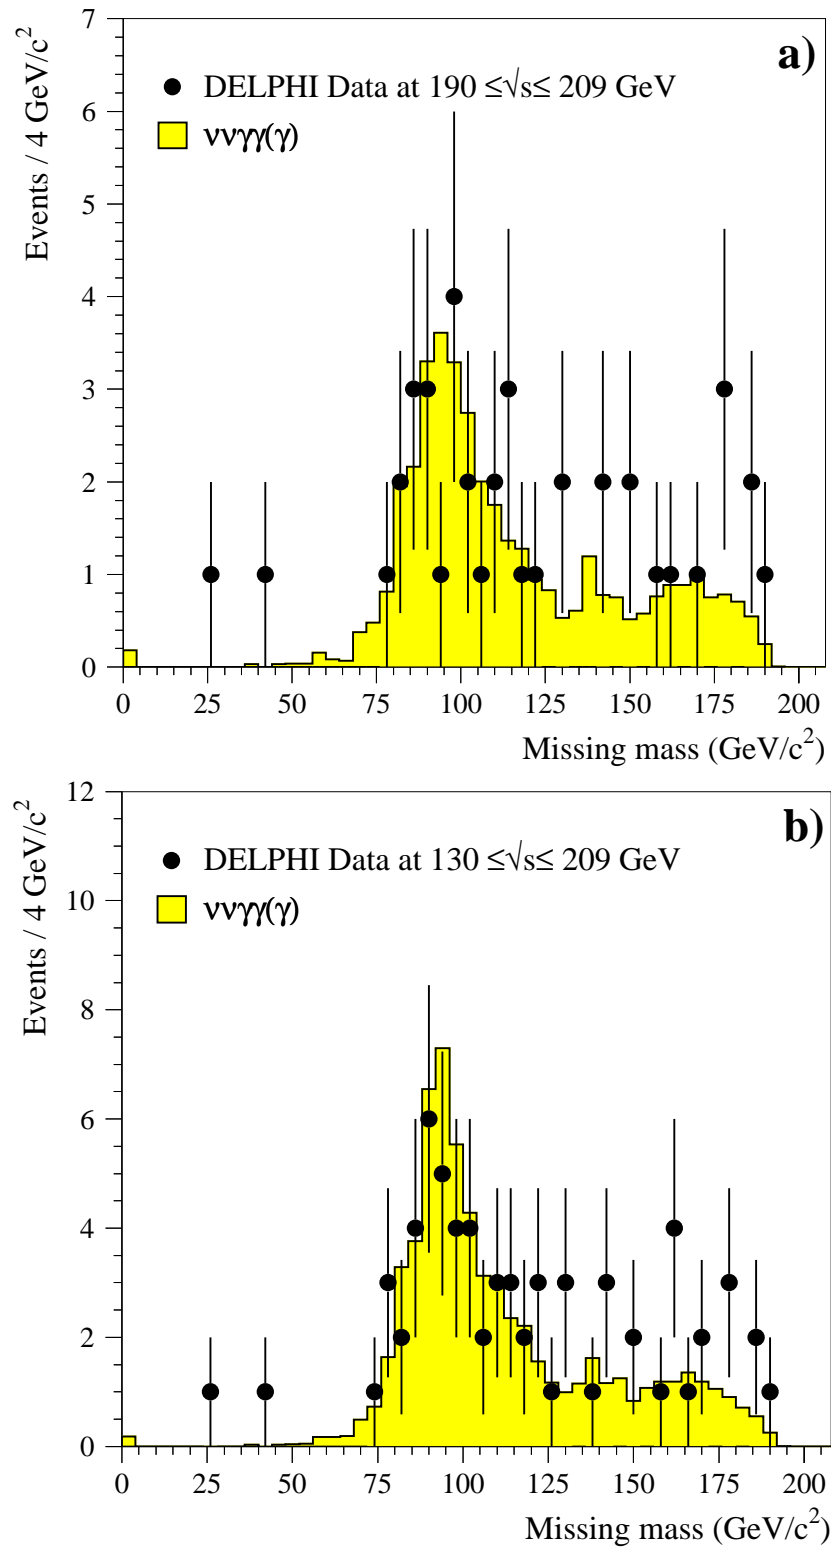 a)
DELPHI Data at 190 ≤√s≤ 209 GeV
ννγγ(γ)
Events / 4 GeV/c²
7
6
5
4
3
2
1
0
0 25 50 75 100 125 150 175 200
Missing mass (GeV/c²)
b)
DELPHI Data at 130 ≤√s≤ 209 GeV
ννγγ(γ)
Events / 4 GeV/c²
12
10
8
6
4
2
0
0 25 50 75 100 125 150 175 200
Missing mass (GeV/c²)